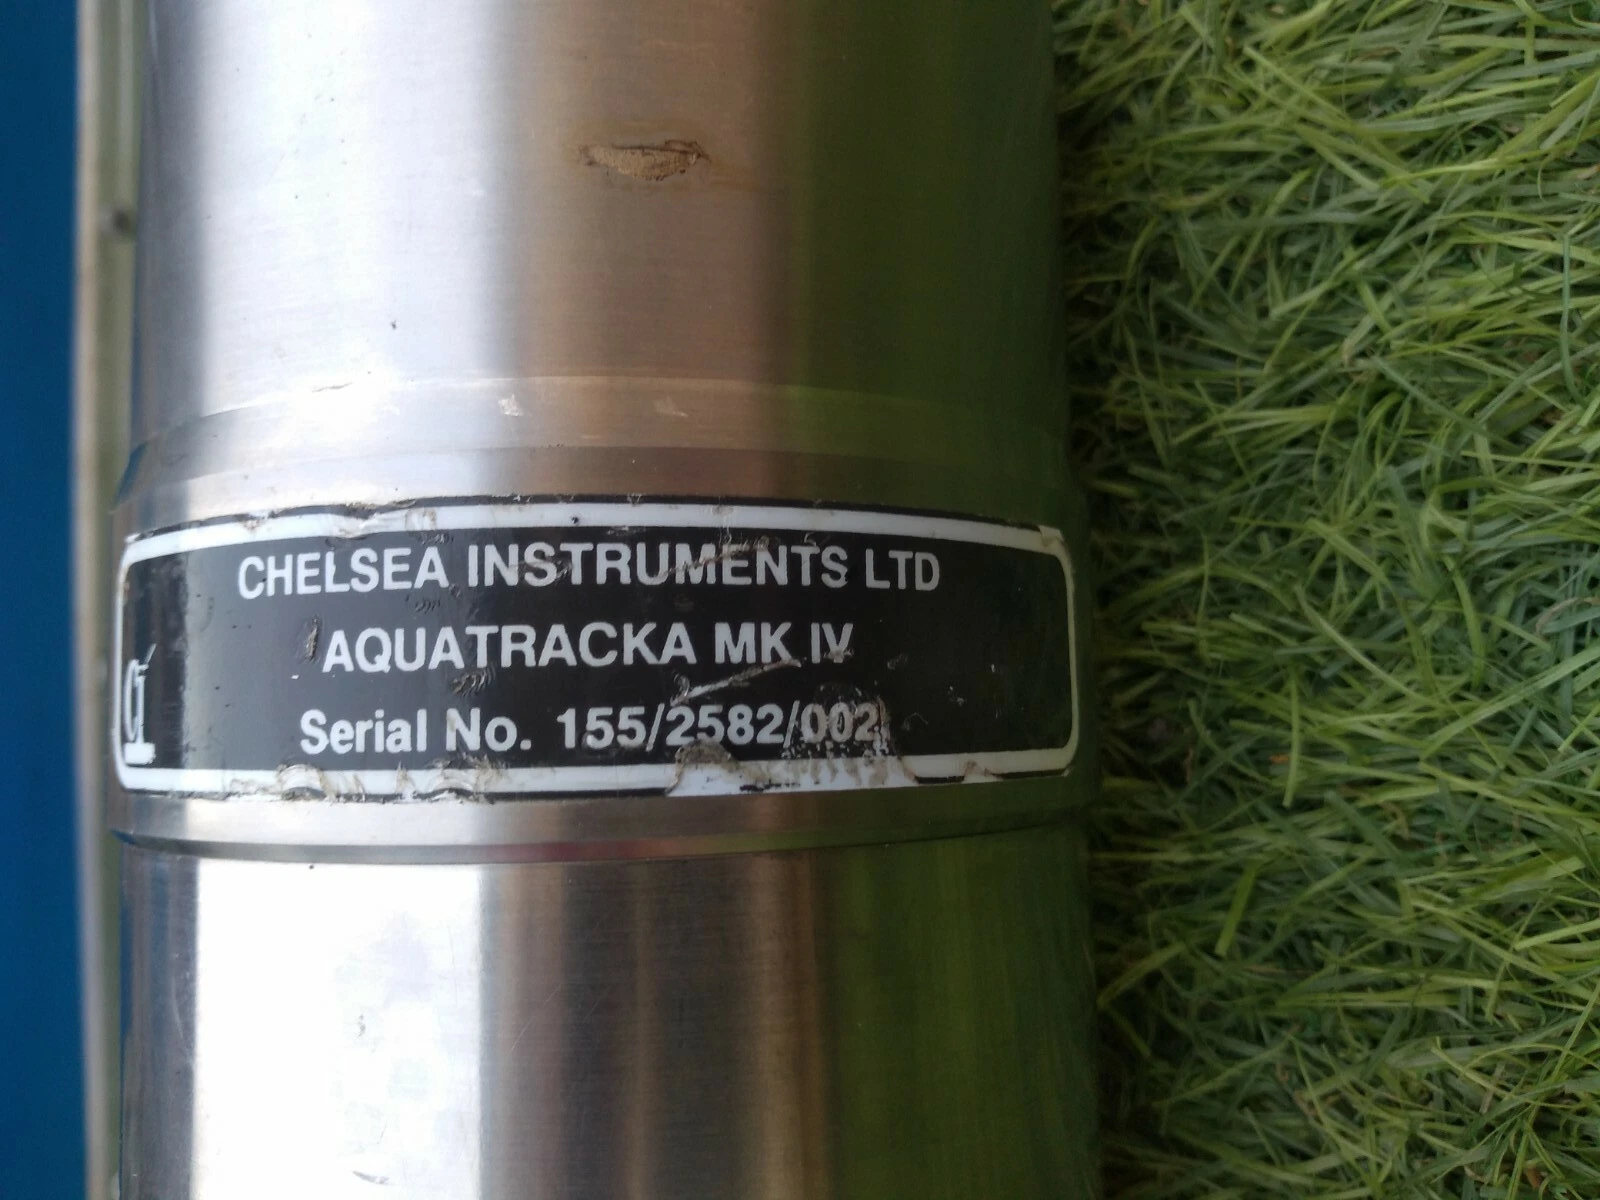 CHELSEA INSTRUMENTS LTD
AQUATRACKA MK IV
Serial No. 155/2582/002